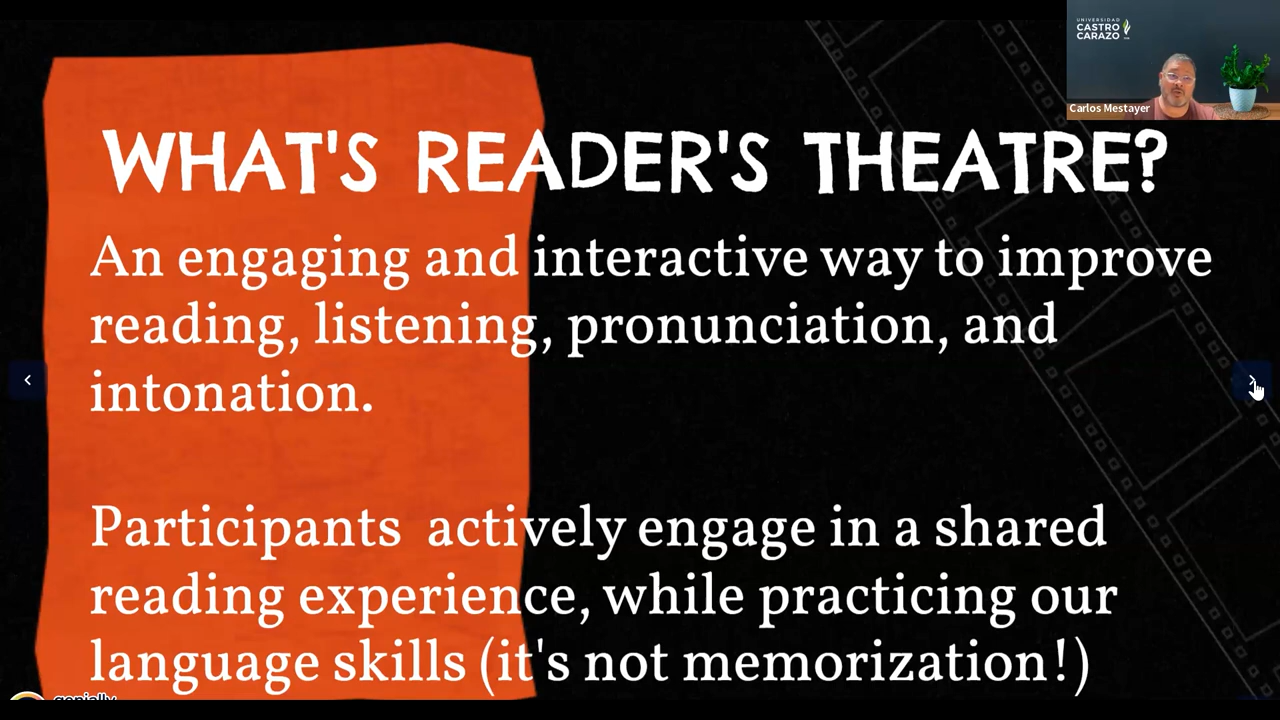 UNIVERSIDAD
CASTRO
CARAZO
Carlos Mestayer
WHAT'S READER'S THEATRE?
An engaging and interactive way to improve
reading, listening, pronunciation, and
intonation.
Participants actively engage in a shared
reading experience, while practicing our
language skills (it's not memorization!)
genially